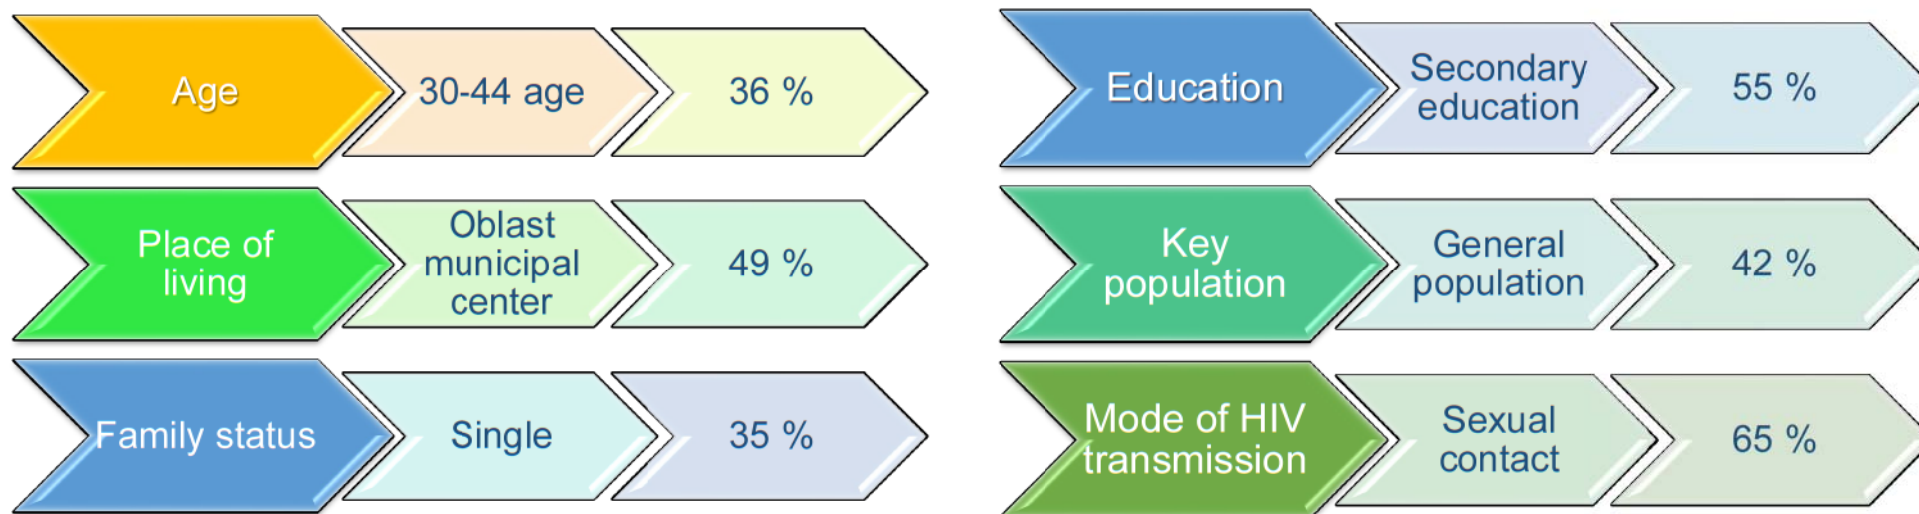 Age
30-44 age
36 %
Place of
living
Oblast
municipal
center
49 %
Family status
Single
35 %
Education
Secondary
education
55 %
Key
population
General
population
42 %
Mode of HIV
transmission
Sexual
contact
65 %